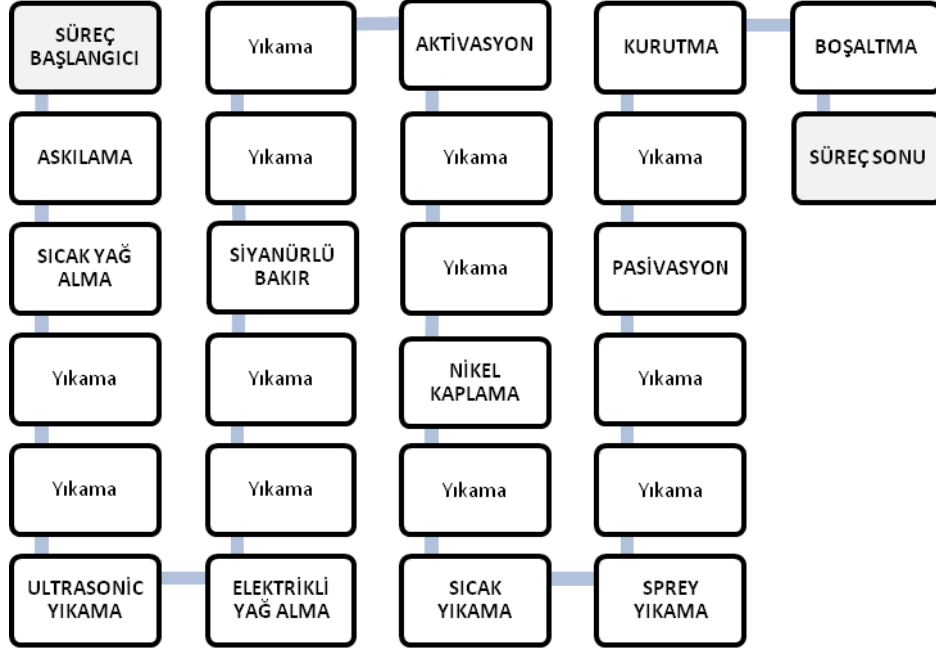 SÜREÇ
BAŞLANGICI
ASKILAMA
SICAK YAĞ
ALMA
Yıkama
Yıkama
ULTRASONİC
YIKAMA
ELEKTRİKLİ
YAĞ ALMA
Yıkama
Yıkama
SİYANÜRLÜ
BAKIR
Yıkama
Yıkama
AKTİVASYON
Yıkama
Yıkama
NİKEL
KAPLAMA
Yıkama
SICAK
YIKAMA
SPREY
YIKAMA
Yıkama
Yıkama
PASİVASYON
Yıkama
KURUTMA
BOŞALTMA
SÜREÇ SONU